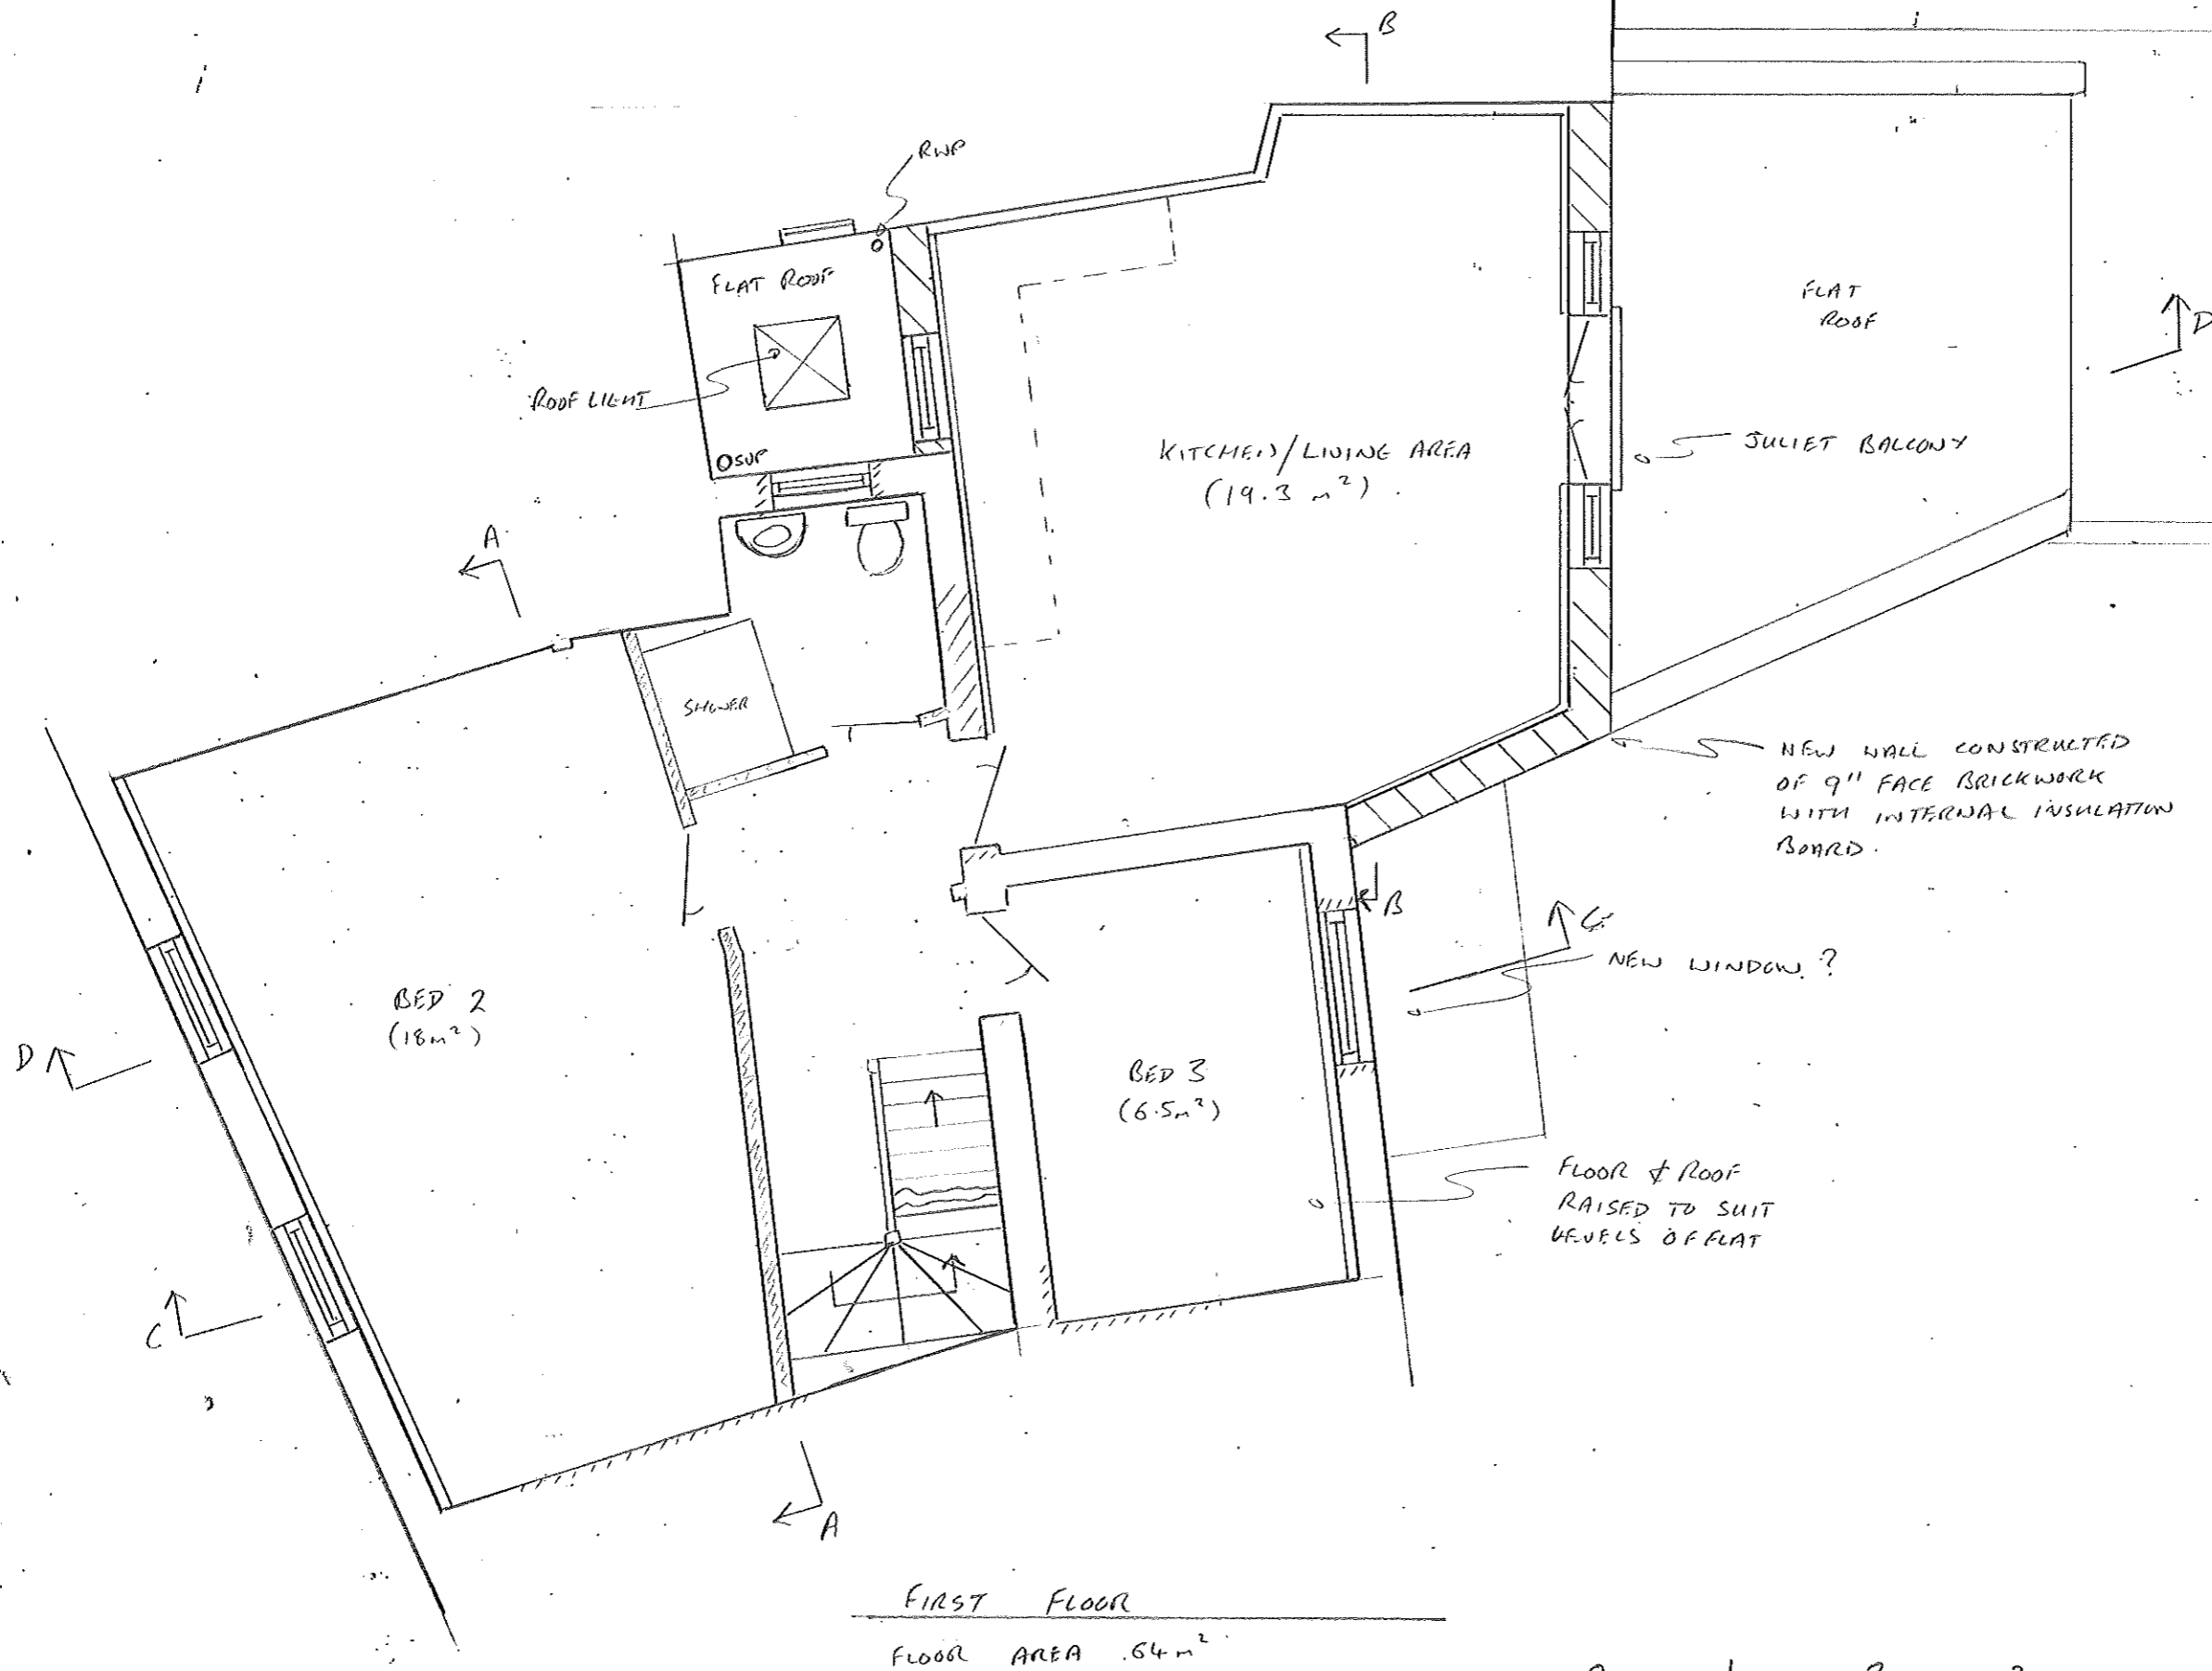 B
RWP
FLAT ROOF
ROOF LIGHT
OSVP
FLAT
ROOF
D
JULIET BALCONY
KITCHEN/LIVING AREA
(19.3 m²)
A
SHOWER
NEW WALL CONSTRUCTED
OF 9" FACE BRICKWORK
WITH INTERNAL INSULATION
BOARD.
B
C
NEW WINDOW?
BED 2
(18m²)
D
BED 3
(6.5m²)
FLOOR & ROOF
RAISED TO SUIT
LEVELS OF FLAT
C
A
FIRST FLOOR
FLOOR AREA 64m²